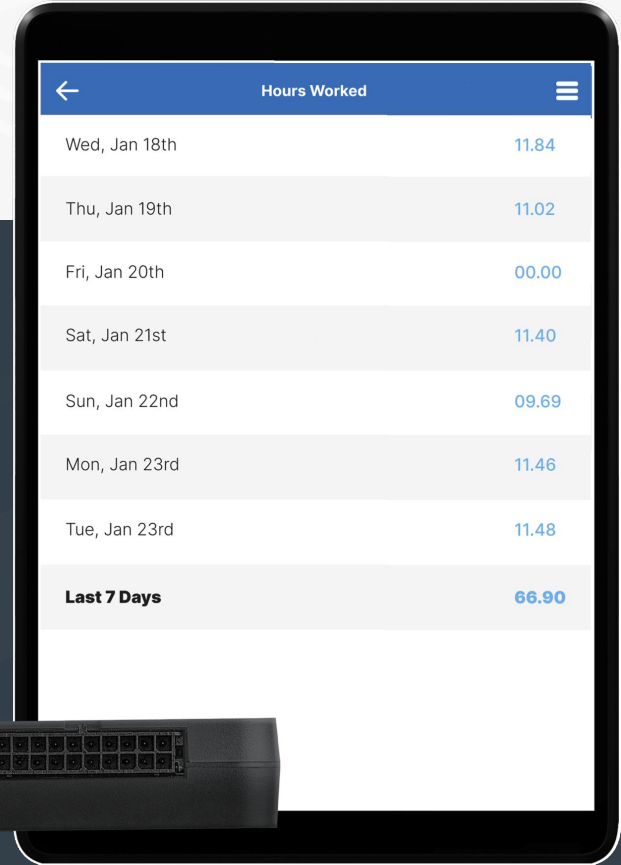 Hours Worked
Wed, Jan 18th 11.84
Thu, Jan 19th 11.02
Fri, Jan 20th 00.00
Sat, Jan 21st 11.40
Sun, Jan 22nd 09.69
Mon, Jan 23rd 11.46
Tue, Jan 23rd 11.48
Last 7 Days 66.90